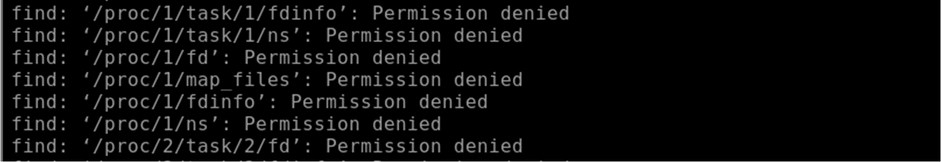 find: ‘/proc/1/task/1/fdinfo’: Permission denied
find: ‘/proc/1/task/1/ns’: Permission denied
find: ‘/proc/1/fd’: Permission denied
find: ‘/proc/1/map_files’: Permission denied
find: ‘/proc/1/fdinfo’: Permission denied
find: ‘/proc/1/ns’: Permission denied
find: ‘/proc/2/task/2/fd’: Permission denied